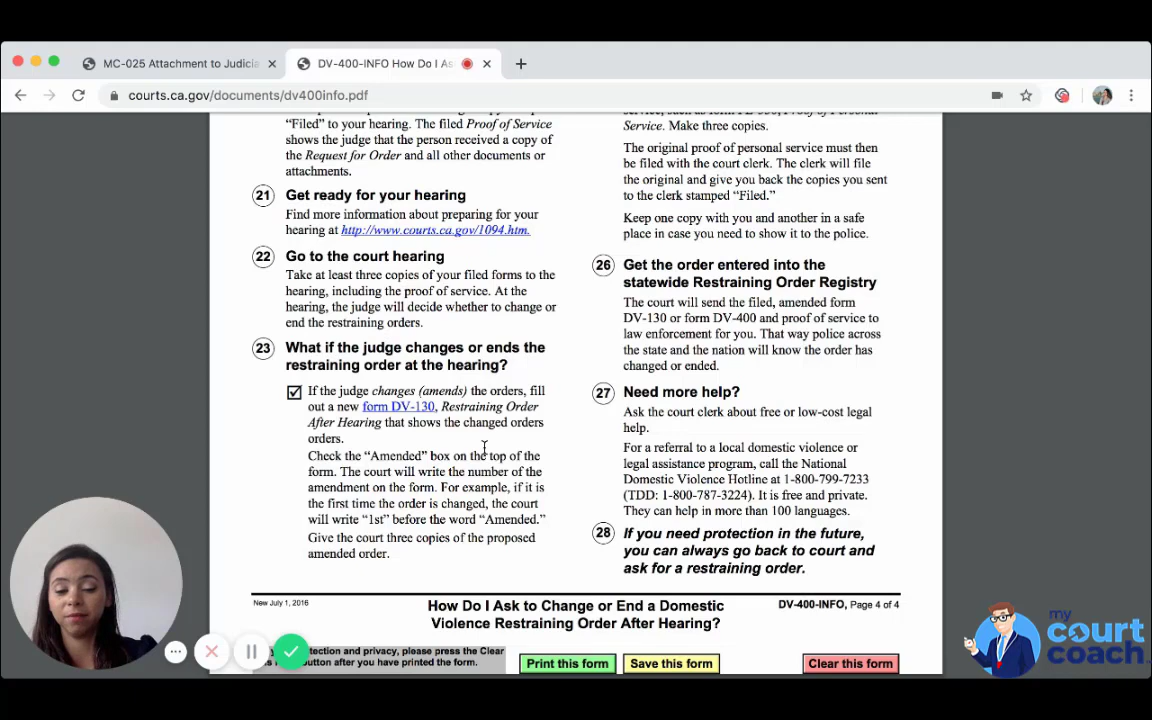 MC-025 Attachment to Judicia
DV-400-INFO How Do I As
courts.ca.gov/documents/dv400info.pdf
"Filed" to your hearing. The filed Proof of Service
shows the judge that the person received a copy of
the Request for Order and all other documents or
attachments.
21 Get ready for your hearing
Find more information about preparing for your
hearing at http://www.courts.ca.gov/1094.htm.
22 Go to the court hearing
Take at least three copies of your filed forms to the
hearing, including the proof of service. At the
hearing, the judge will decide whether to change or
end the restraining orders.
23 What if the judge changes or ends the
restraining order at the hearing?
If the judge changes (amends) the orders, fill
out a new form DV-130, Restraining Order
After Hearing that shows the changed orders
orders.
Check the "Amended" box on the top of the
form. The court will write the number of the
amendment on the form. For example, if it is
the first time the order is changed, the court
will write "1st" before the word "Amended."
Give the court three copies of the proposed
amended order.
Service. Make three copies.
The original proof of personal service must then
be filed with the court clerk. The clerk will file
the original and give you back the copies you sent
to the clerk stamped "Filed."
Keep one copy with you and another in a safe
place in case you need to show it to the police.
26 Get the order entered into the
statewide Restraining Order Registry
The court will send the filed, amended form
DV-130 or form DV-400 and proof of service to
law enforcement for you. That way police across
the state and the nation will know the order has
changed or ended.
27 Need more help?
Ask the court clerk about free or low-cost legal
help.
For a referral to a local domestic violence or
legal assistance program, call the National
Domestic Violence Hotline at 1-800-799-7233
(TDD: 1-800-787-3224). It is free and private.
They can help in more than 100 languages.
28 If you need protection in the future,
you can always go back to court and
ask for a restraining order.
New July 1, 2016
How Do I Ask to Change or End a Domestic
Violence Restraining Order After Hearing?
DV-400-INFO, Page 4 of 4
tection and privacy, please press the Clear
button after you have printed the form.
Print this form
Save this form
Clear this form
my
court
coach